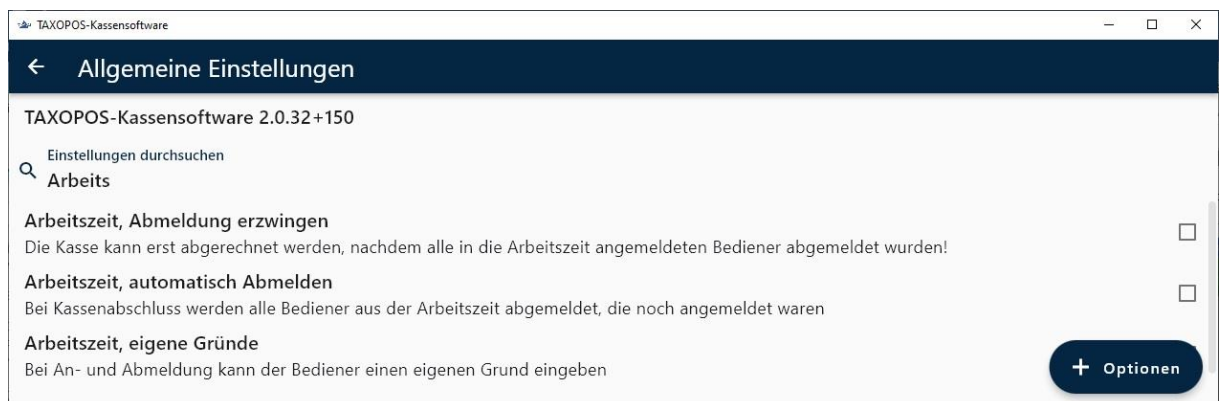 TAXOPOS-Kassensoftware
Allgemeine Einstellungen
TAXOPOS-Kassensoftware 2.0.32+150
Einstellungen durchsuchen
Arbeits
Arbeitszeit, Abmeldung erzwingen
Die Kasse kann erst abgerechnet werden, nachdem alle in die Arbeitszeit angemeldeten Bediener abgemeldet wurden!
Arbeitszeit, automatisch Abmelden
Bei Kassenabschluss werden alle Bediener aus der Arbeitszeit abgemeldet, die noch angemeldet waren
Arbeitszeit, eigene Gründe
Bei An- und Abmeldung kann der Bediener einen eigenen Grund eingeben
+ Optionen